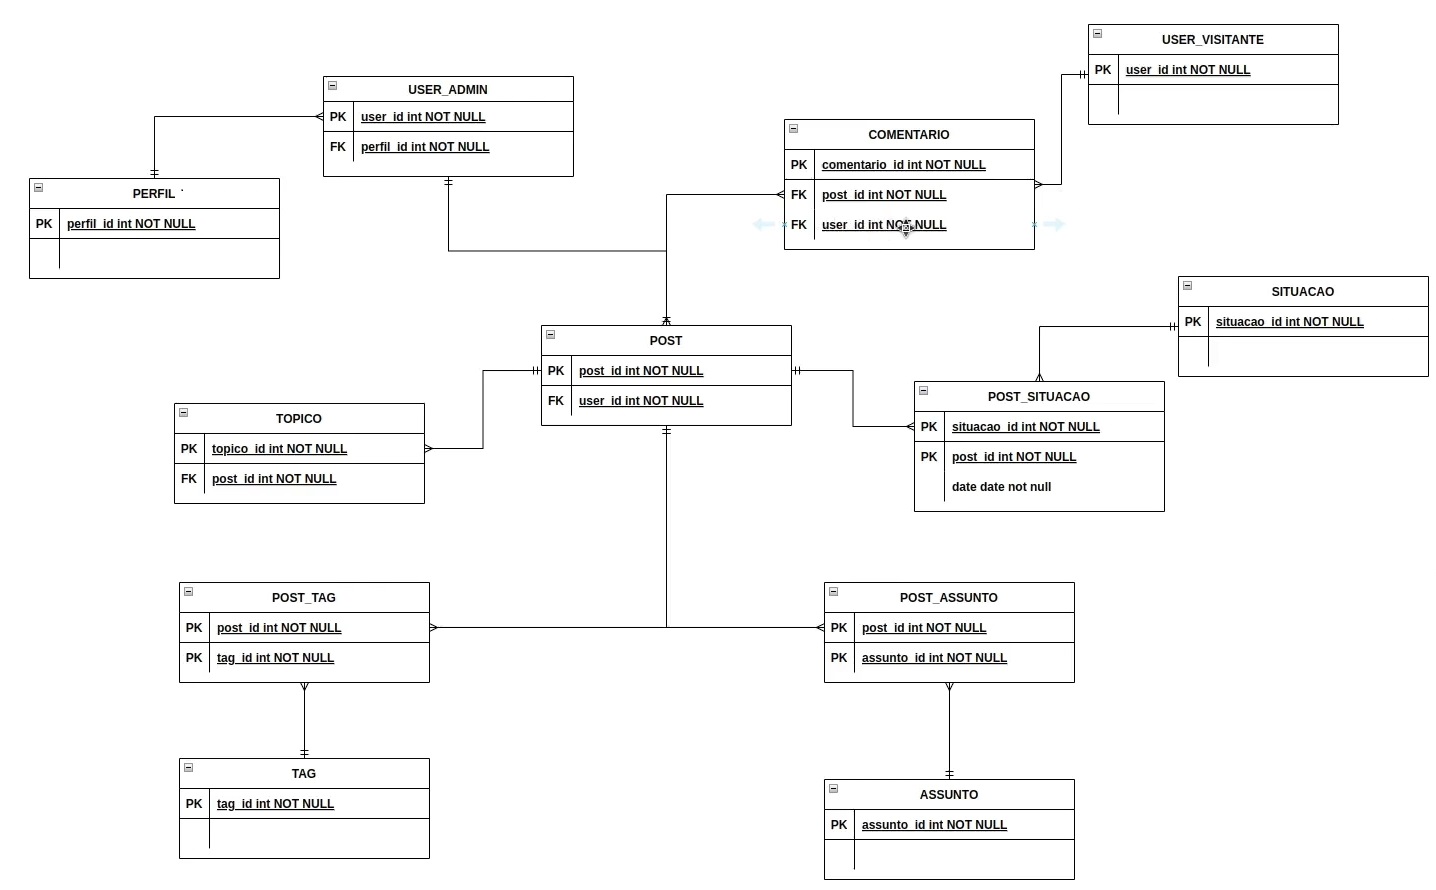 USER_VISITANTE
PK user_id int NOT NULL
USER_ADMIN
PK user_id int NOT NULL
FK perfil_id int NOT NULL
COMENTARIO
PK comentario_id int NOT NULL
FK post_id int NOT NULL
FK user_id int NOT NULL
PERFIL
PK perfil_id int NOT NULL
SITUACAO
PK situacao_id int NOT NULL
POST
PK post_id int NOT NULL
FK user_id int NOT NULL
POST_SITUACAO
PK situacao_id int NOT NULL
PK post_id int NOT NULL
date date not null
TOPICO
PK topico_id int NOT NULL
FK post_id int NOT NULL
POST_TAG
PK post_id int NOT NULL
PK tag_id int NOT NULL
POST_ASSUNTO
PK post_id int NOT NULL
PK assunto_id int NOT NULL
TAG
PK tag_id int NOT NULL
ASSUNTO
PK assunto_id int NOT NULL